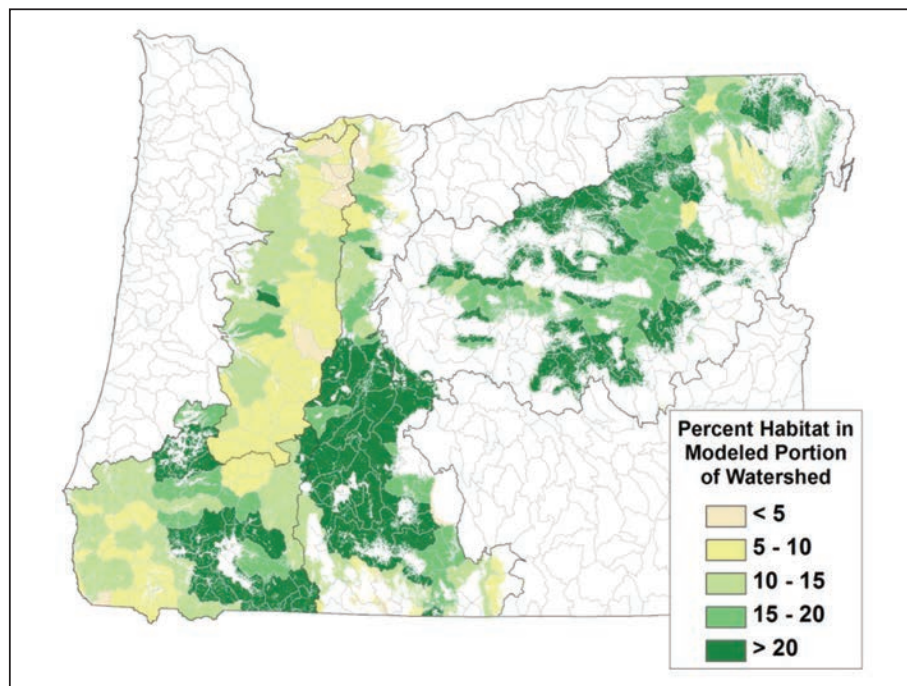 Percent Habitat in
Modeled Portion
of Watershed
< 5
5 - 10
10 - 15
15 - 20
> 20